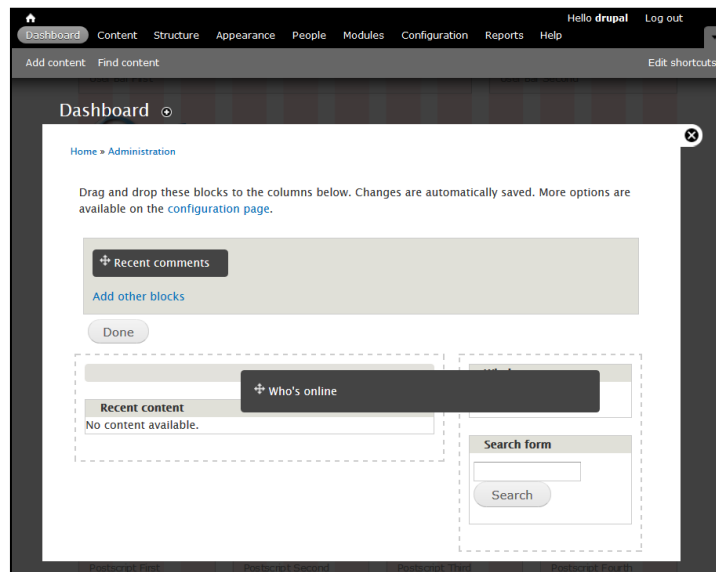 Hello drupal Log out
Dashboard Content Structure Appearance People Modules Configuration Reports Help
Add content Find content Edit shortcuts
Dashboard
Home » Administration
Drag and drop these blocks to the columns below. Changes are automatically saved. More options are
available on the configuration page.
Recent comments
Add other blocks
Done
Who's online
Recent content
No content available.
Search form
Search
Postscript First Postscript Second Postscript Third Postscript Fourth